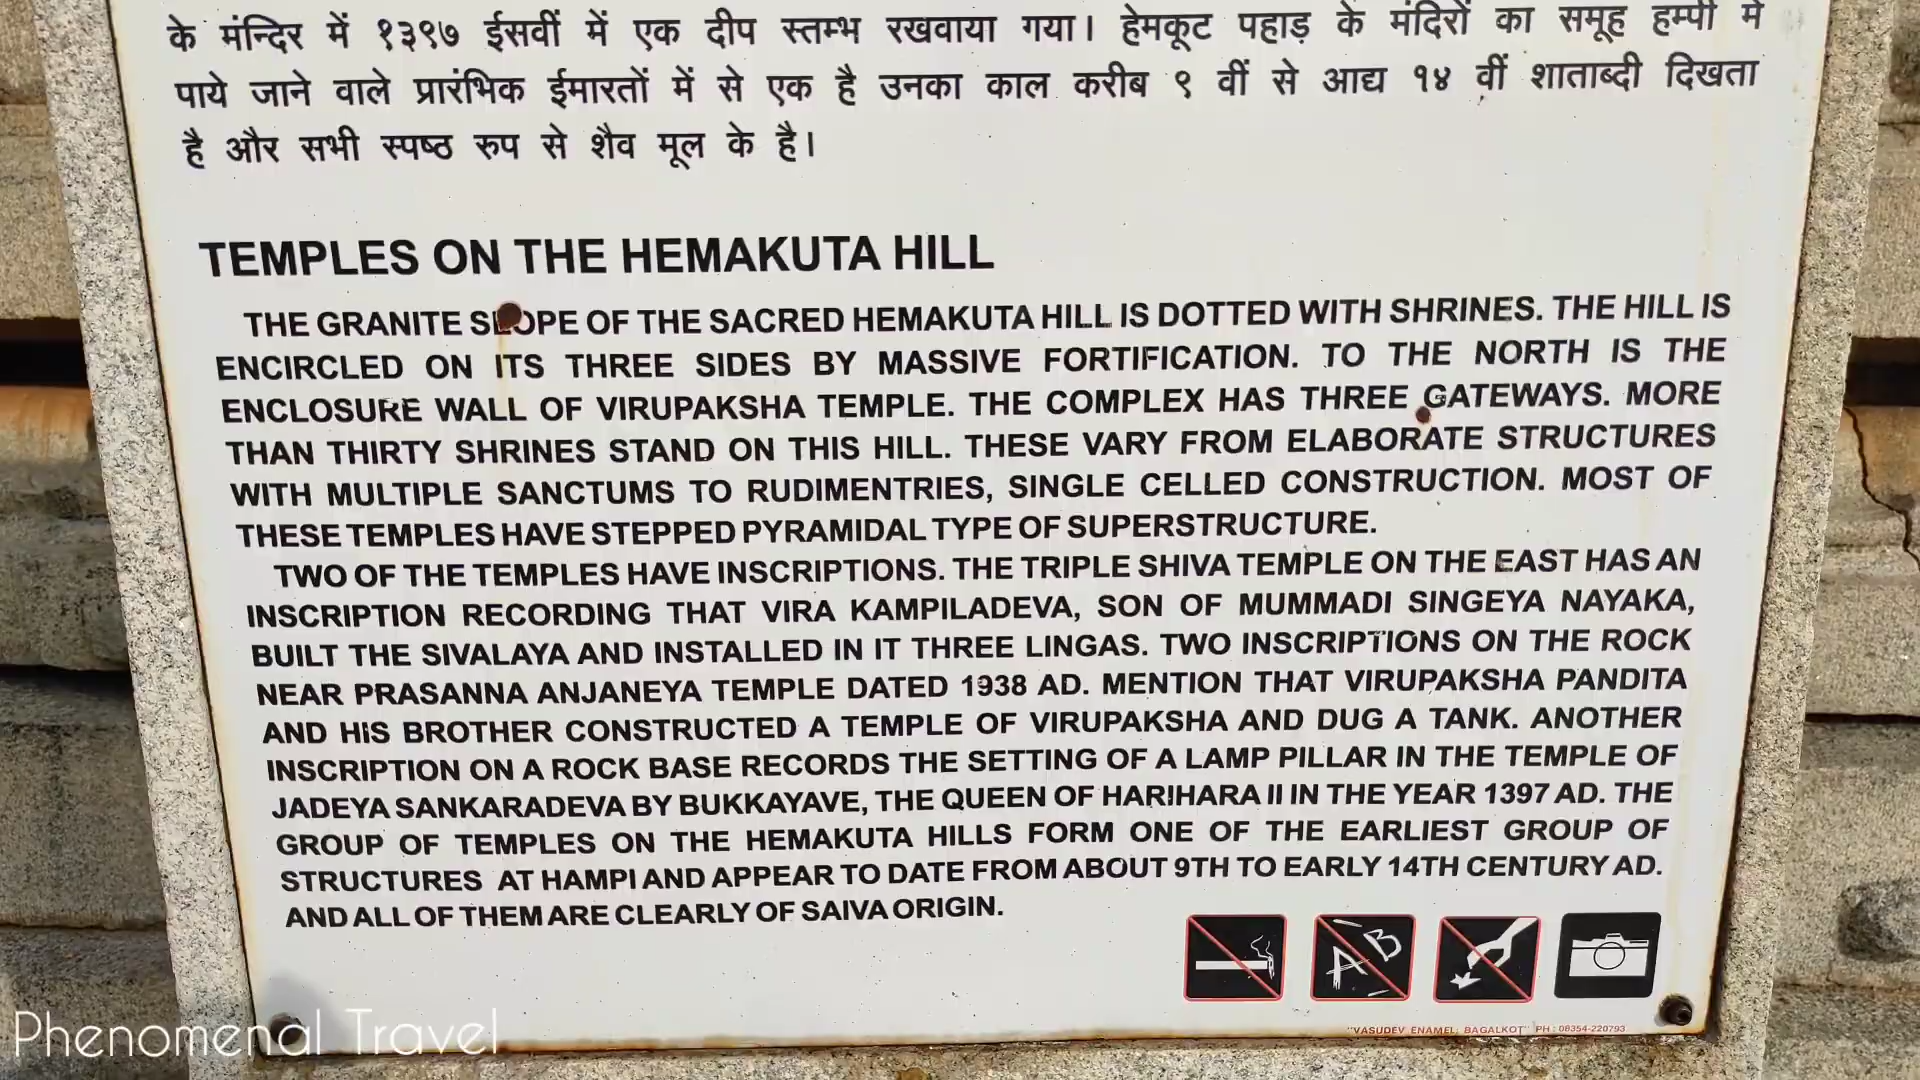 के मंन्दिर में १३९७ ईसवीं में एक दीप स्तम्भ रखवाया गया। हेमकूट पहाड़ के मंदिरों का समूह हम्पी में
पाये जाने वाले प्रारंभिक ईमारतों में से एक है उनका काल करीब ९ वीं से आद्य १४ वीं शाताब्दी दिखता
है और सभी स्पष्ठ रुप से शैव मूल के है।
TEMPLES ON THE HEMAKUTA HILL
THE GRANITE SLOPE OF THE SACRED HEMAKUTA HILL IS DOTTED WITH SHRINES. THE HILL IS
ENCIRCLED ON ITS THREE SIDES BY MASSIVE FORTIFICATION. TO THE NORTH IS THE
ENCLOSURE WALL OF VIRUPAKSHA TEMPLE. THE COMPLEX HAS THREE GATEWAYS. MORE
THAN THIRTY SHRINES STAND ON THIS HILL. THESE VARY FROM ELABORATE STRUCTURES
WITH MULTIPLE SANCTUMS TO RUDIMENTRIES, SINGLE CELLED CONSTRUCTION. MOST OF
THESE TEMPLES HAVE STEPPED PYRAMIDAL TYPE OF SUPERSTRUCTURE.
TWO OF THE TEMPLES HAVE INSCRIPTIONS. THE TRIPLE SHIVA TEMPLE ON THE EAST HAS AN
INSCRIPTION RECORDING THAT VIRA KAMPILADEVA, SON OF MUMMADI SINGEYA NAYAKA,
BUILT THE SIVALAYA AND INSTALLED IN IT THREE LINGAS. TWO INSCRIPTIONS ON THE ROCK
NEAR PRASANNA ANJANEYA TEMPLE DATED 1938 AD. MENTION THAT VIRUPAKSHA PANDITA
AND HIS BROTHER CONSTRUCTED A TEMPLE OF VIRUPAKSHA AND DUG A TANK. ANOTHER
INSCRIPTION ON A ROCK BASE RECORDS THE SETTING OF A LAMP PILLAR IN THE TEMPLE OF
JADEYA SANKARADEVA BY BUKKAYAVE, THE QUEEN OF HARIHARA II IN THE YEAR 1397 AD. THE
GROUP OF TEMPLES ON THE HEMAKUTA HILLS FORM ONE OF THE EARLIEST GROUP OF
STRUCTURES AT HAMPI AND APPEAR TO DATE FROM ABOUT 9TH TO EARLY 14TH CENTURY AD.
AND ALL OF THEM ARE CLEARLY OF SAIVA ORIGIN.
A B
"VASUDEV ENAMEL, BAGALKOT" PH : 08354-220793
Phenomenal Travel